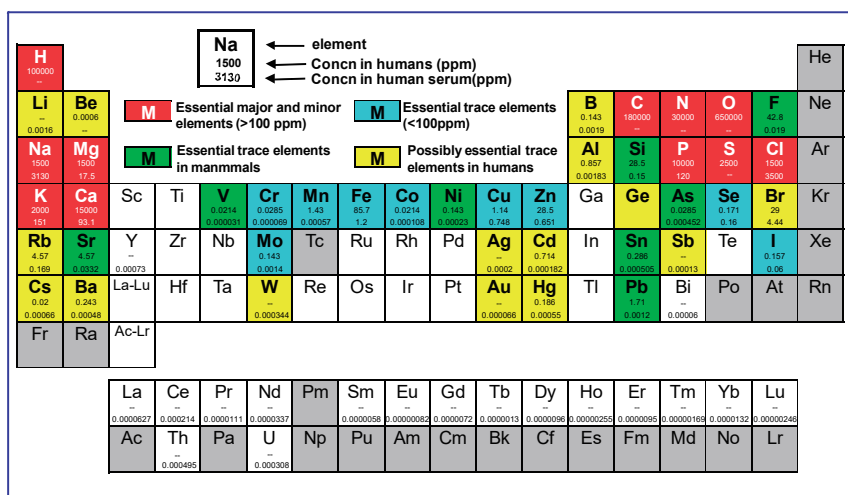 Na element
1500 Concn in humans (ppm)
3130 Concn in human serum(ppm)
H He
100000
--
Li Be B C N O F Ne
-- 0.0006 0.143 180000 30000 650000 42.8
0.0016 -- 0.0019 -- -- -- 0.019
M Essential major and minor elements (>100 ppm)
M Essential trace elements (<100ppm)
M Essential trace elements in manmmals
M Possibly essential trace elements in humans
Na Mg Al Si P S Cl Ar
1500 1500 0.857 28.5 10000 2500 1500
3130 17.5 0.00183 0.15 120 -- 3500
K Ca Sc Ti V Cr Mn Fe Co Ni Cu Zn Ga Ge As Se Br Kr
2000 15000 0.0214 0.0285 1.43 85.7 0.0214 0.143 1.14 28.5 0.0285 0.171 29
151 93.1 0.000031 0.000069 0.00057 1.2 0.000108 0.00023 0.748 0.651 0.000452 0.16 4.44
Rb Sr Y Zr Nb Mo Tc Ru Rh Pd Ag Cd In Sn Sb Te I Xe
4.57 4.57 -- 0.143 -- 0.714 0.286 -- 0.157
0.169 0.0332 0.00073 0.0014 0.0002 0.000182 0.000505 0.00013 0.06
Cs Ba La-Lu Hf Ta W Re Os Ir Pt Au Hg Tl Pb Bi Po At Rn
0.02 0.243 -- -- 0.186 1.71 --
0.00066 0.00048 0.000344 0.000066 0.00055 0.0012 0.00006
Fr Ra Ac-Lr
La Ce Pr Nd Pm Sm Eu Gd Tb Dy Ho Er Tm Yb Lu
-- -- -- -- -- -- -- -- -- -- -- -- -- --
0.0000627 0.000214 0.0000111 0.0000337 0.0000058 0.00000082 0.0000072 0.0000013 0.0000096 0.00000255 0.0000095 0.00000169 0.0000132 0.00000246
Ac Th Pa U Np Pu Am Cm Bk Cf Es Fm Md No Lr
-- --
0.000495 0.000308